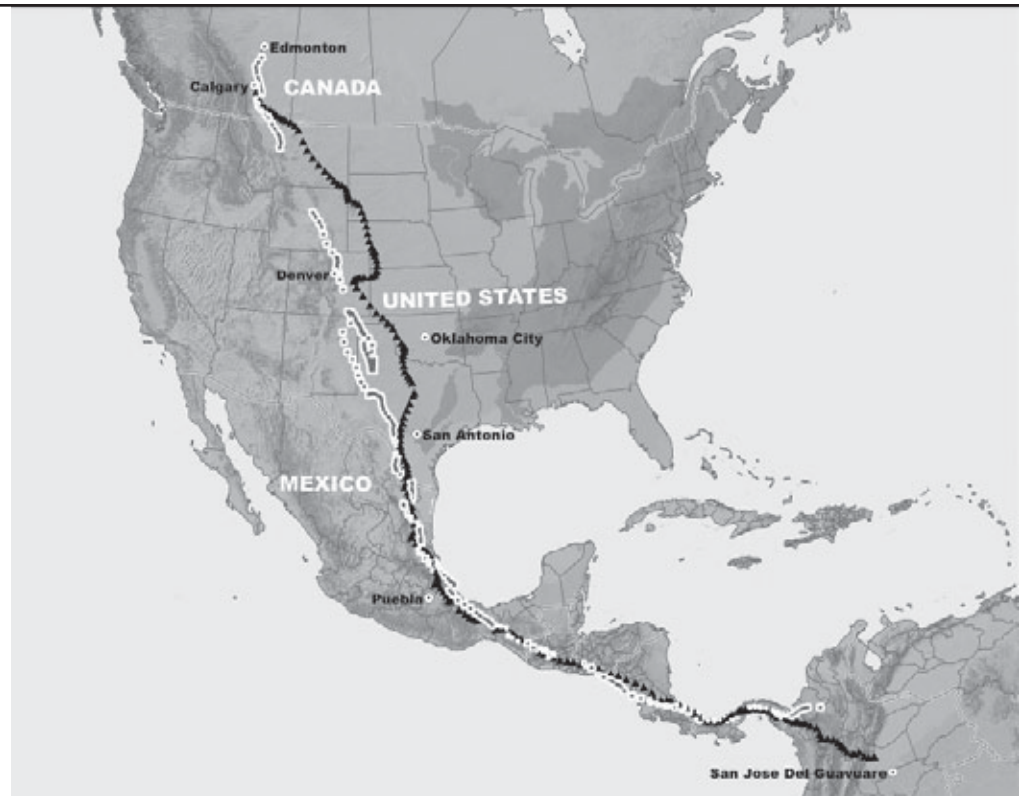 Edmonton
Calgary
CANADA
Denver
UNITED STATES
Oklahoma City
San Antonio
MEXICO
Puebla
San Jose Del Guavuare